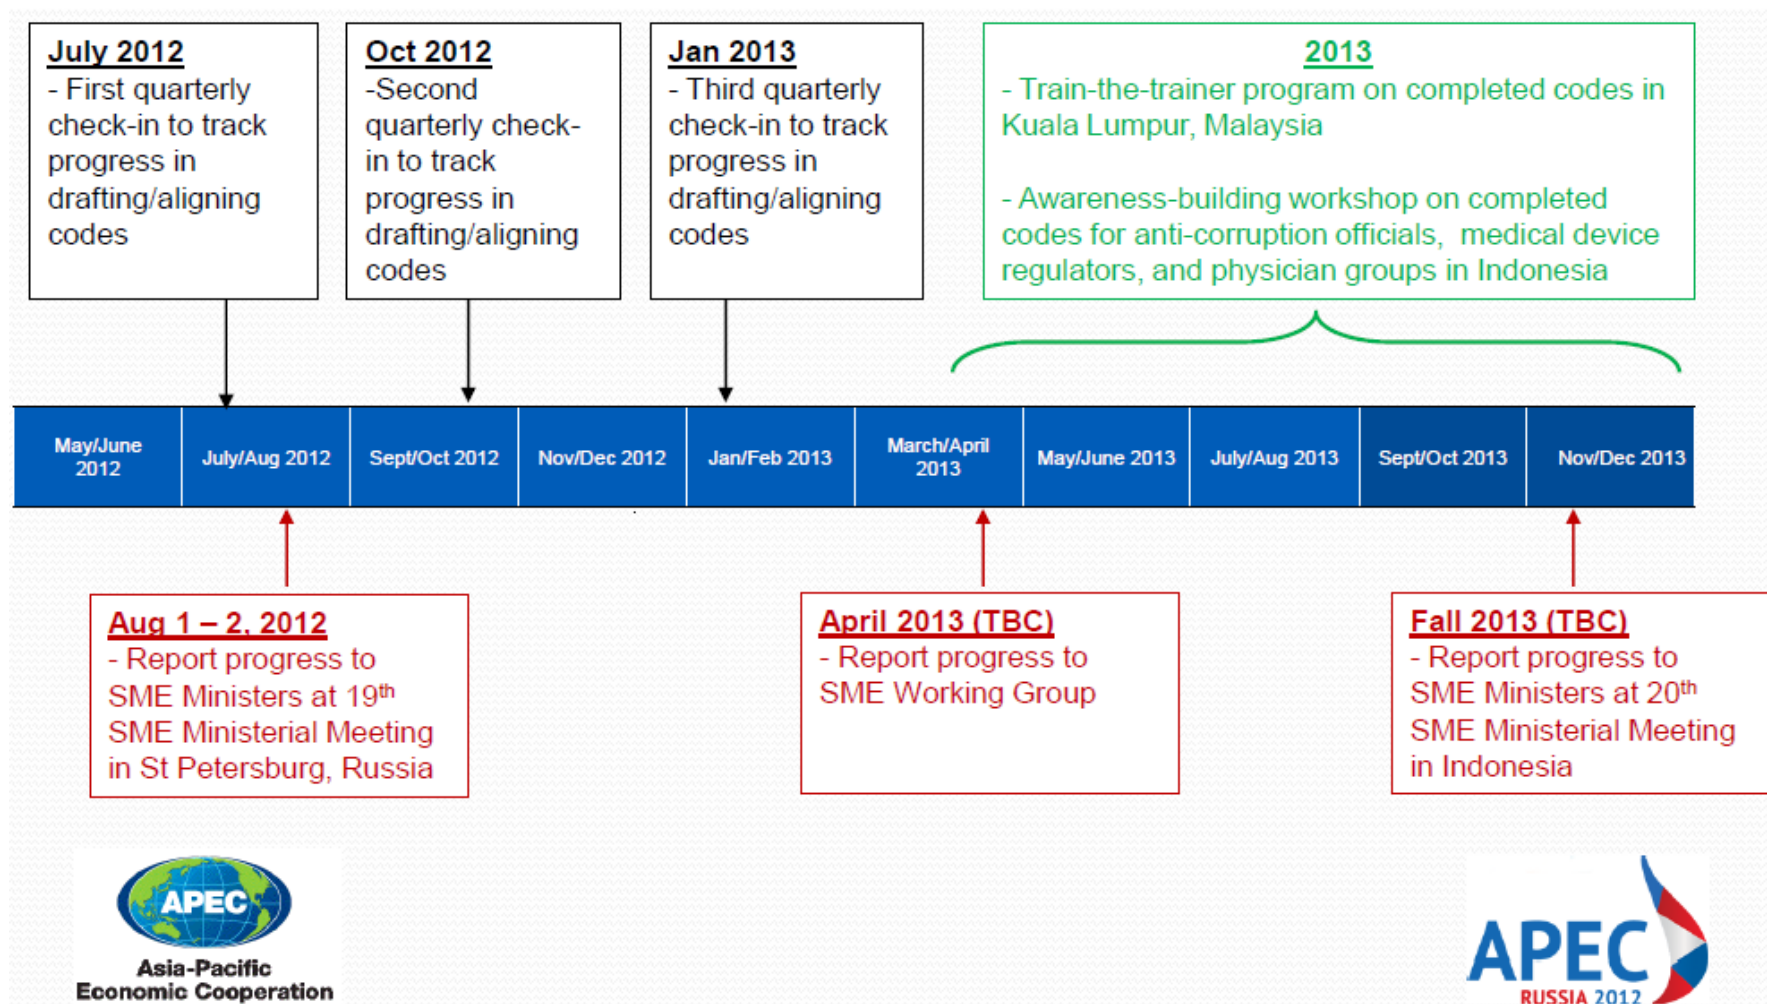 July 2012
- First quarterly
check-in to track
progress in
drafting/aligning
codes
Oct 2012
-Second
quarterly check-
in to track
progress in
drafting/aligning
codes
Jan 2013
- Third quarterly
check-in to track
progress in
drafting/aligning
codes
2013
- Train-the-trainer program on completed codes in
Kuala Lumpur, Malaysia
- Awareness-building workshop on completed
codes for anti-corruption officials,  medical device
regulators, and physician groups in Indonesia
May/June
2012
July/Aug 2012
Sept/Oct 2012
Nov/Dec 2012
Jan/Feb 2013
March/April
2013
May/June 2013
July/Aug 2013
Sept/Oct 2013
Nov/Dec 2013
Aug 1 – 2, 2012
- Report progress to
SME Ministers at 19th
SME Ministerial Meeting
in St Petersburg, Russia
April 2013 (TBC)
- Report progress to
SME Working Group
Fall 2013 (TBC)
- Report progress to
SME Ministers at 20th
SME Ministerial Meeting
in Indonesia
APEC
Asia-Pacific
Economic Cooperation
APEC
RUSSIA 2012